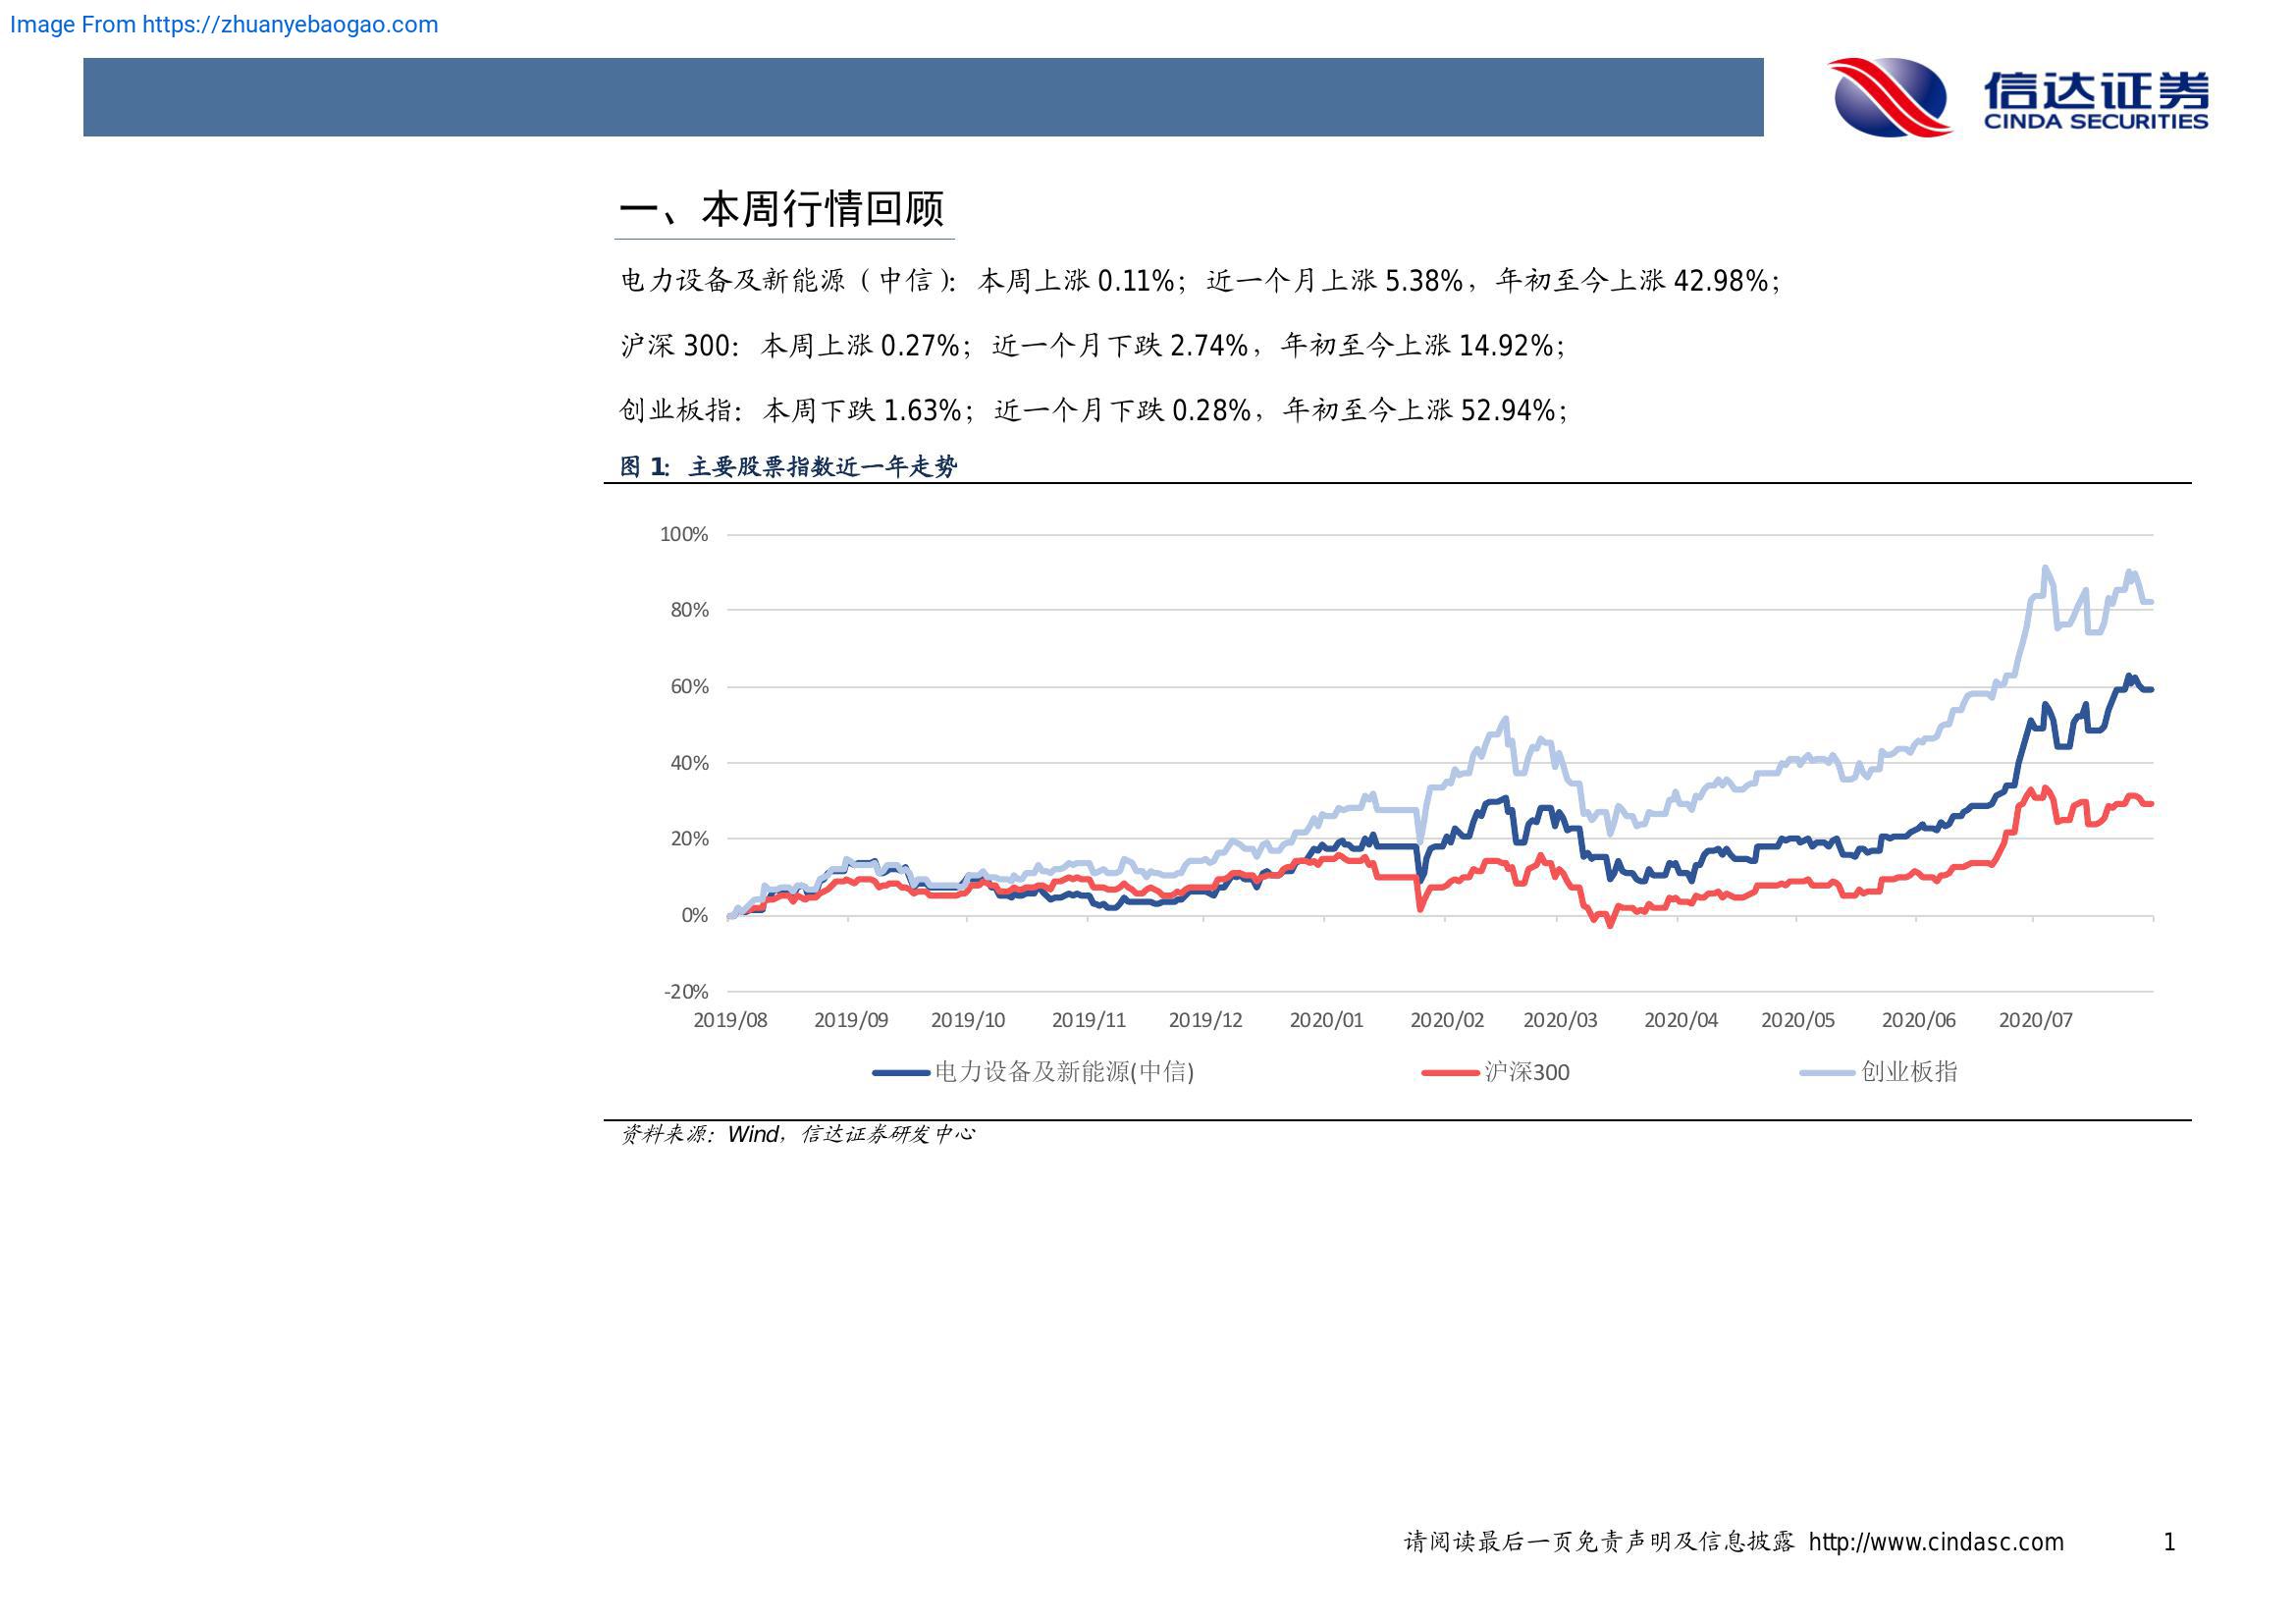 Image From https://zhuanyebaogao.com
信达证券
CINDA SECURITIES
一、本周行情回顾
电力设备及新能源（中信）：本周上涨 0.11%；近一个月上涨 5.38%，年初至今上涨 42.98%；
沪深 300：本周上涨 0.27%；近一个月下跌 2.74%，年初至今上涨 14.92%；
创业板指：本周下跌 1.63%；近一个月下跌 0.28%，年初至今上涨 52.94%；
图 1：主要股票指数近一年走势
100%
80%
60%
40%
20%
0%
-20%
2019/08 2019/09 2019/10 2019/11 2019/12 2020/01 2020/02 2020/03 2020/04 2020/05 2020/06 2020/07
电力设备及新能源(中信) 沪深300 创业板指
资料来源：Wind，信达证券研发中心
请阅读最后一页免责声明及信息披露 http://www.cindasc.com 1